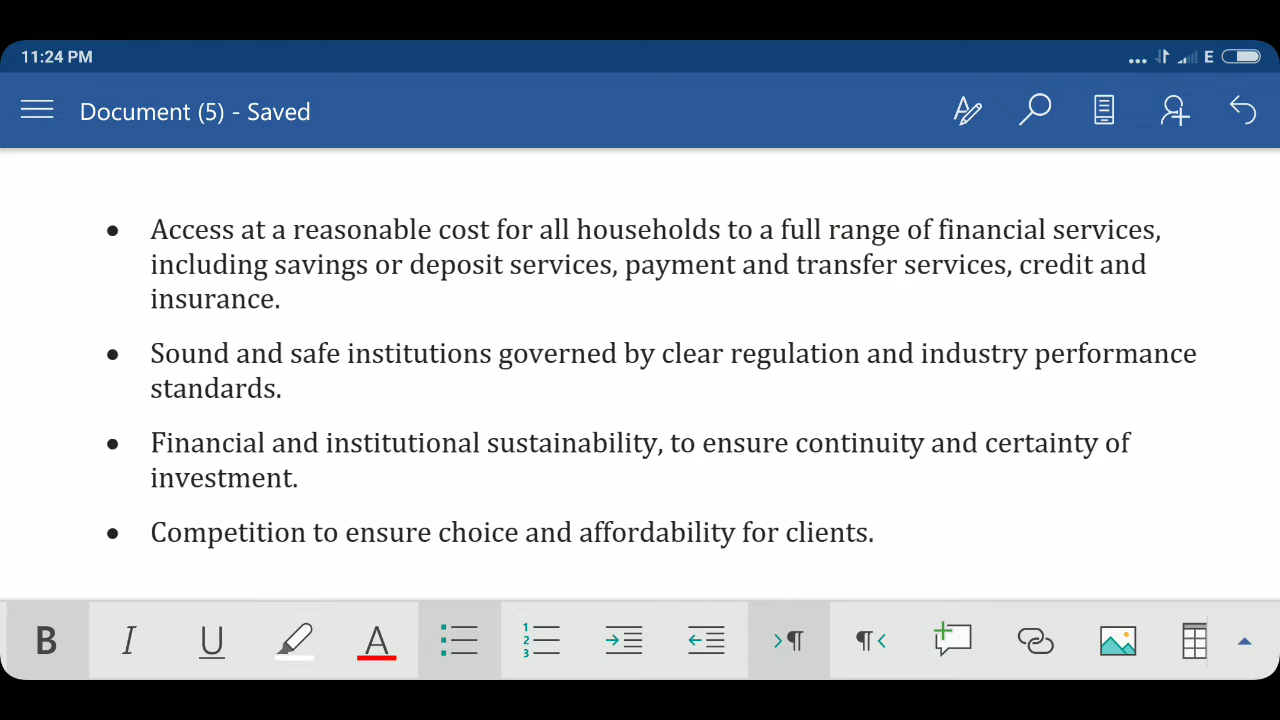 11:24 PM
E
Document (5) - Saved
• Access at a reasonable cost for all households to a full range of financial services,
including savings or deposit services, payment and transfer services, credit and
insurance.
• Sound and safe institutions governed by clear regulation and industry performance
standards.
• Financial and institutional sustainability, to ensure continuity and certainty of
investment.
• Competition to ensure choice and affordability for clients.
B I U A 1 2 3 >¶ ¶<